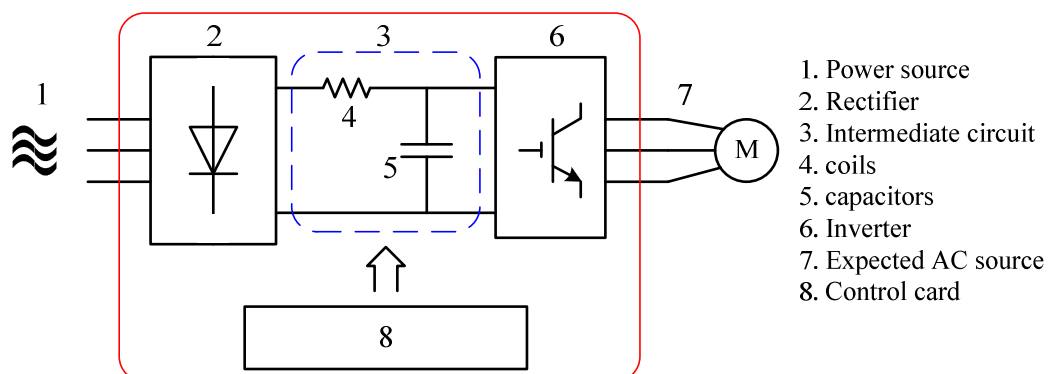 2
3
6
1
4
5
7
M
8
1. Power source
2. Rectifier
3. Intermediate circuit
4. coils
5. capacitors
6. Inverter
7. Expected AC source
8. Control card